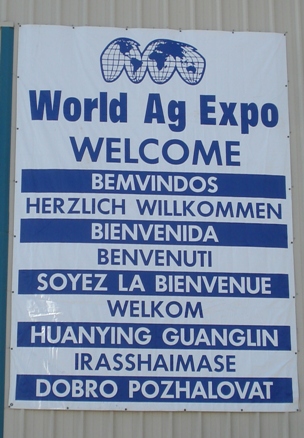 World Ag Expo
WELCOME
BEMVINDOS
HERZLICH WILLKOMMEN
BIENVENIDA
BENVENUTI
SOYEZ LA BIENVENUE
WELKOM
HUANYING GUANGLIN
IRASSHAIMASE
DOBRO POZHALOVAT